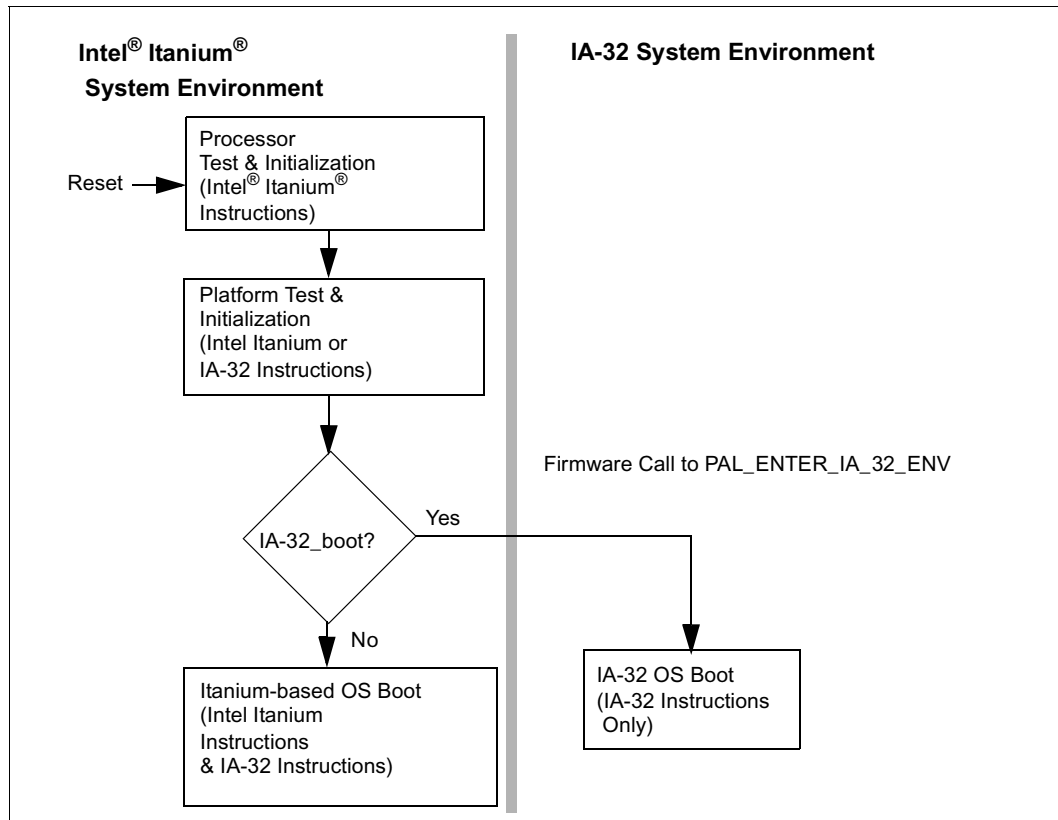 Intel® Itanium®
System Environment
IA-32 System Environment
Processor
Test & Initialization
(Intel® Itanium®
Instructions)
Reset
Platform Test &
Initialization
(Intel Itanium or
IA-32 Instructions)
Firmware Call to PAL_ENTER_IA_32_ENV
Yes
IA-32_boot?
No
Itanium-based OS Boot
(Intel Itanium
Instructions
& IA-32 Instructions)
IA-32 OS Boot
(IA-32 Instructions
Only)